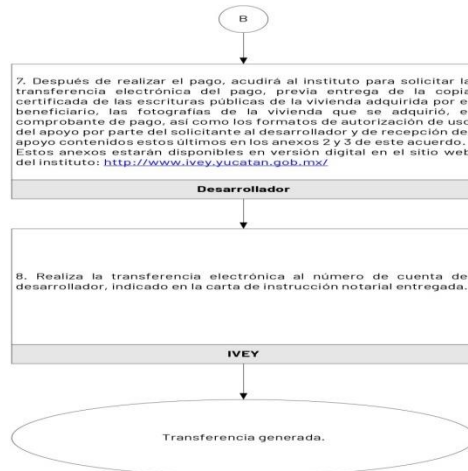 B
7. Después de realizar el pago, acudirá al instituto para solicitar la
transferencia electrónica del pago, previa entrega de la copia
certificada de las escrituras públicas de la vivienda adquirida por e
beneficiario, las fotografías de la vivienda que se adquirió, e
comprobante de pago, así como los formatos de autorización de uso
del apoyo por parte del solicitante al desarrollador y de recepción de
apoyo contenidos estos últimos en los anexos 2 y 3 de este acuerdo.
Estos anexos estarán disponibles en versión digital en el sitio web
del instituto: http://www.ivey.yucatan.gob.mx/
Desarrollador
8. Realiza la transferencia electrónica al número de cuenta de
desarrollador, indicado en la carta de instrucción notarial entregada.
IVEY
Transferencia generada.